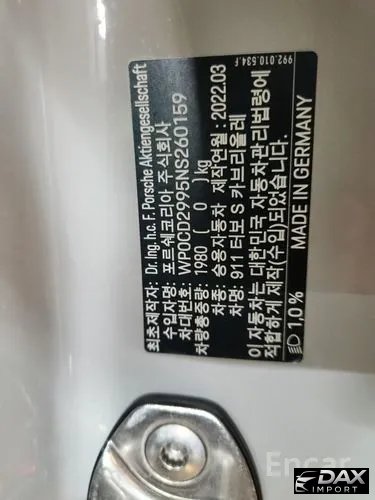 992.010.534.F
최초제작자: Dr. Ing. h.c. F. Porsche Aktiengesellschaft
수입자명: 포르쉐코리아 주식회사
차대번호: WP0CD2995NS260159
차량총중량: 1980 ( 0 ) kg
차종: 승용자동차 제작연월: 2022.03
차명: 911 터보 S 카브리올레
이 자동차는 대한민국 자동차관리법령에
적합하게 제작(수입)되었습니다.
1,0 % MADE IN GERMANY
Encar
DAX
IMPORT